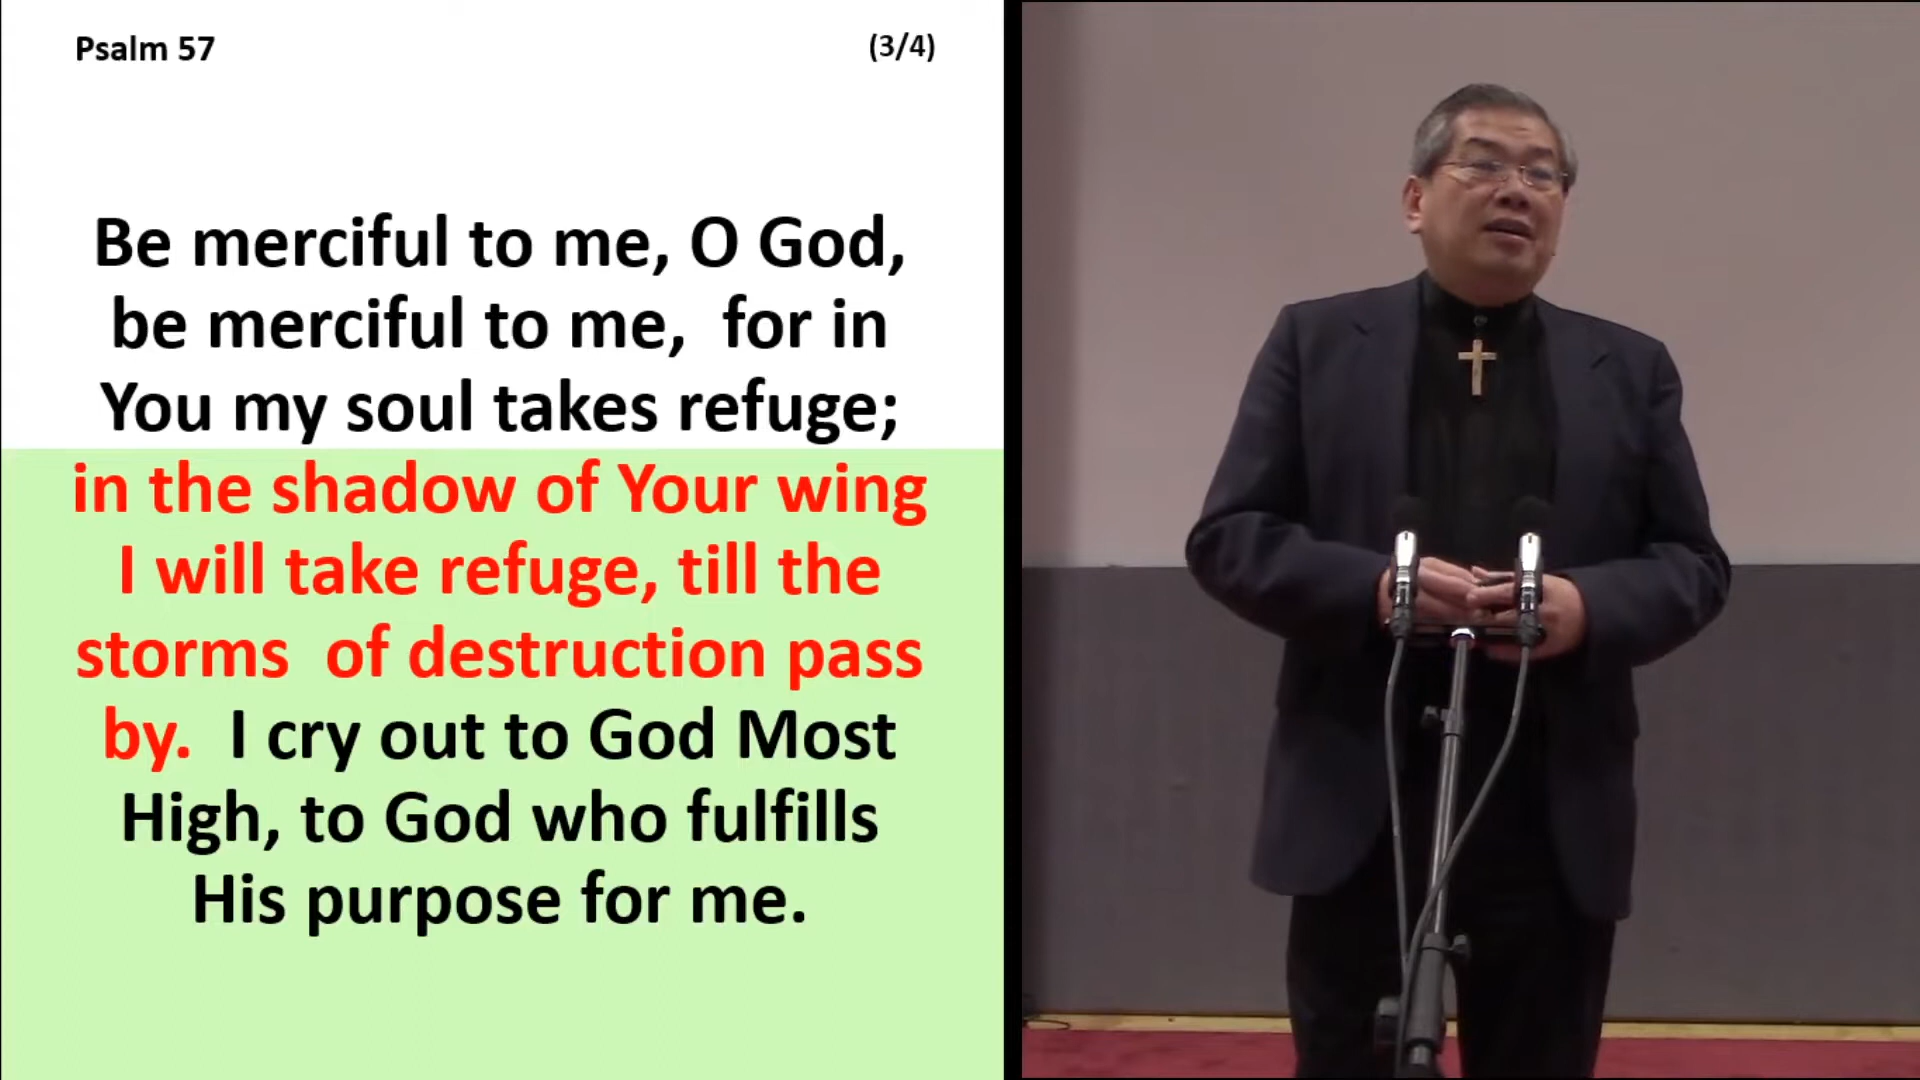 Psalm 57 (3/4)
Be merciful to me, O God,
be merciful to me, for in
You my soul takes refuge;
in the shadow of Your wing
I will take refuge, till the
storms of destruction pass
by. I cry out to God Most
High, to God who fulfills
His purpose for me.